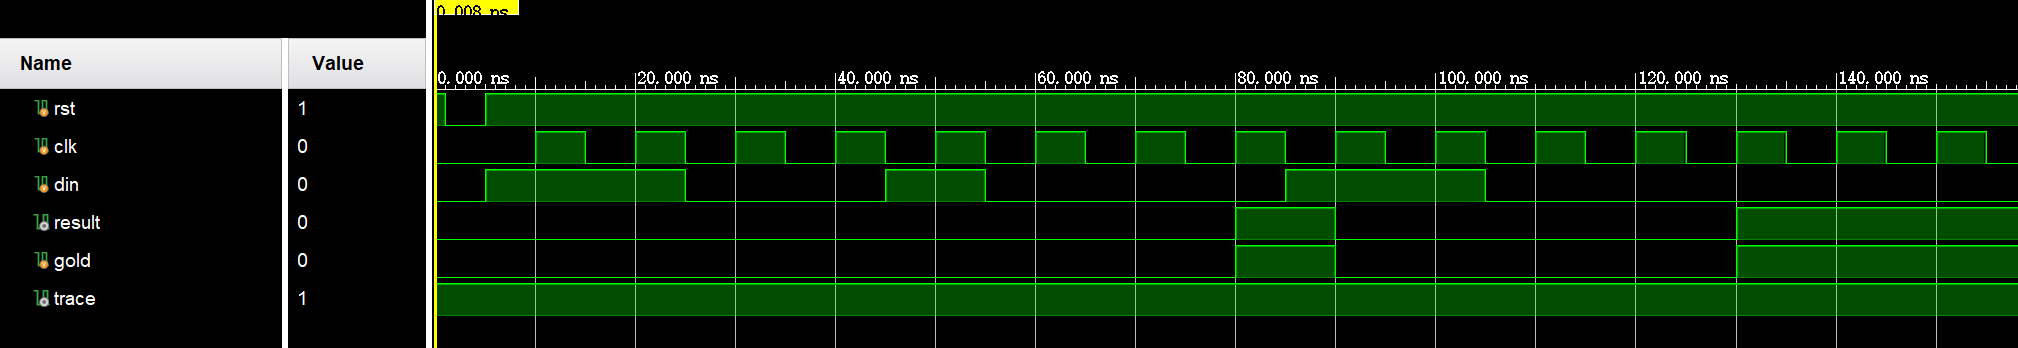 0.008 ns
Name Value
0.000 ns 20.000 ns 40.000 ns 60.000 ns 80.000 ns 100.000 ns 120.000 ns 140.000 ns
rst 1
clk 0
din 0
result 0
gold 0
trace 1